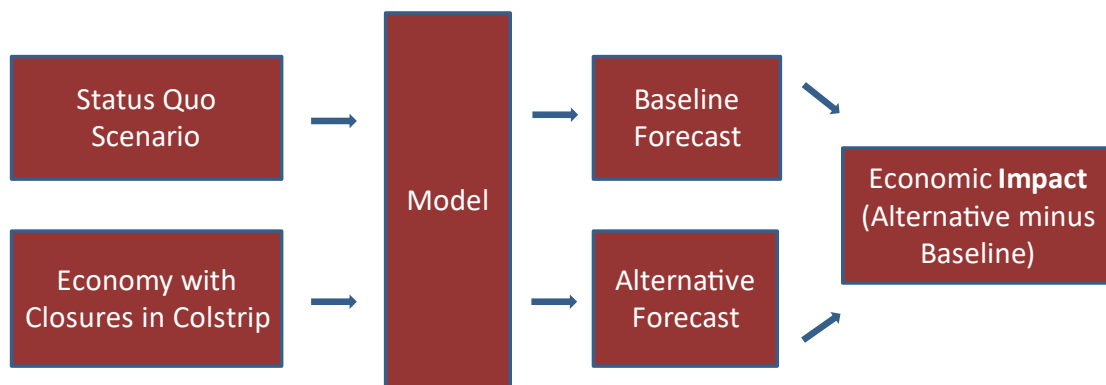 Status Quo
Scenario
Economy with
Closures in Colstrip
Model
Baseline
Forecast
Alternative
Forecast
Economic Impact
(Alternative minus
Baseline)